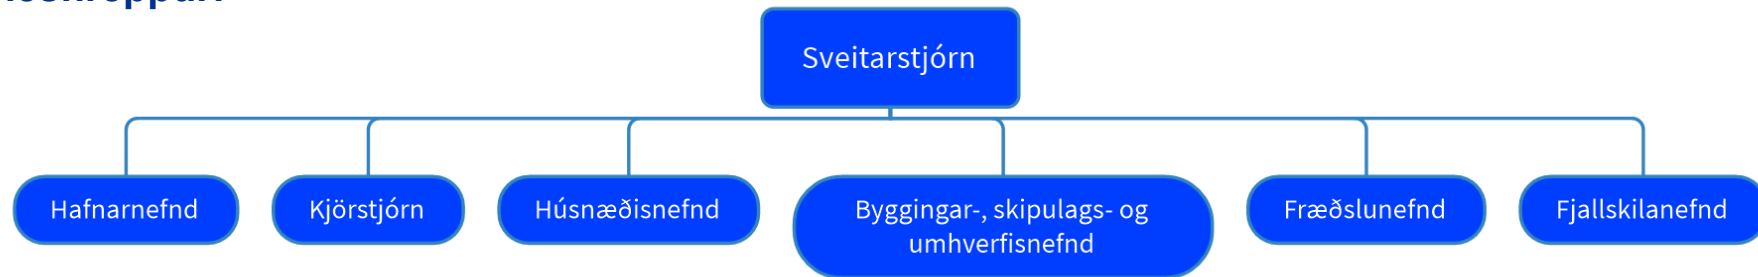 Sveitarstjórn
Hafnarnefnd
Kjörstjórn
Húsnæðisnefnd
Byggingar-, skipulags- og
umhverfisnefnd
Fræðslunefnd
Fjallskilanefnd